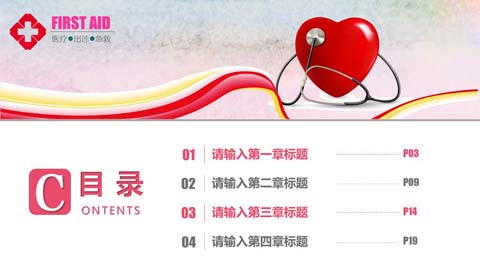 FIRST AID
医疗●出诊●急救
01 请输入第一章标题 P03
02 请输入第二章标题 P09
03 请输入第三章标题 P14
04 请输入第四章标题 P19
C 目录
ONTENTS